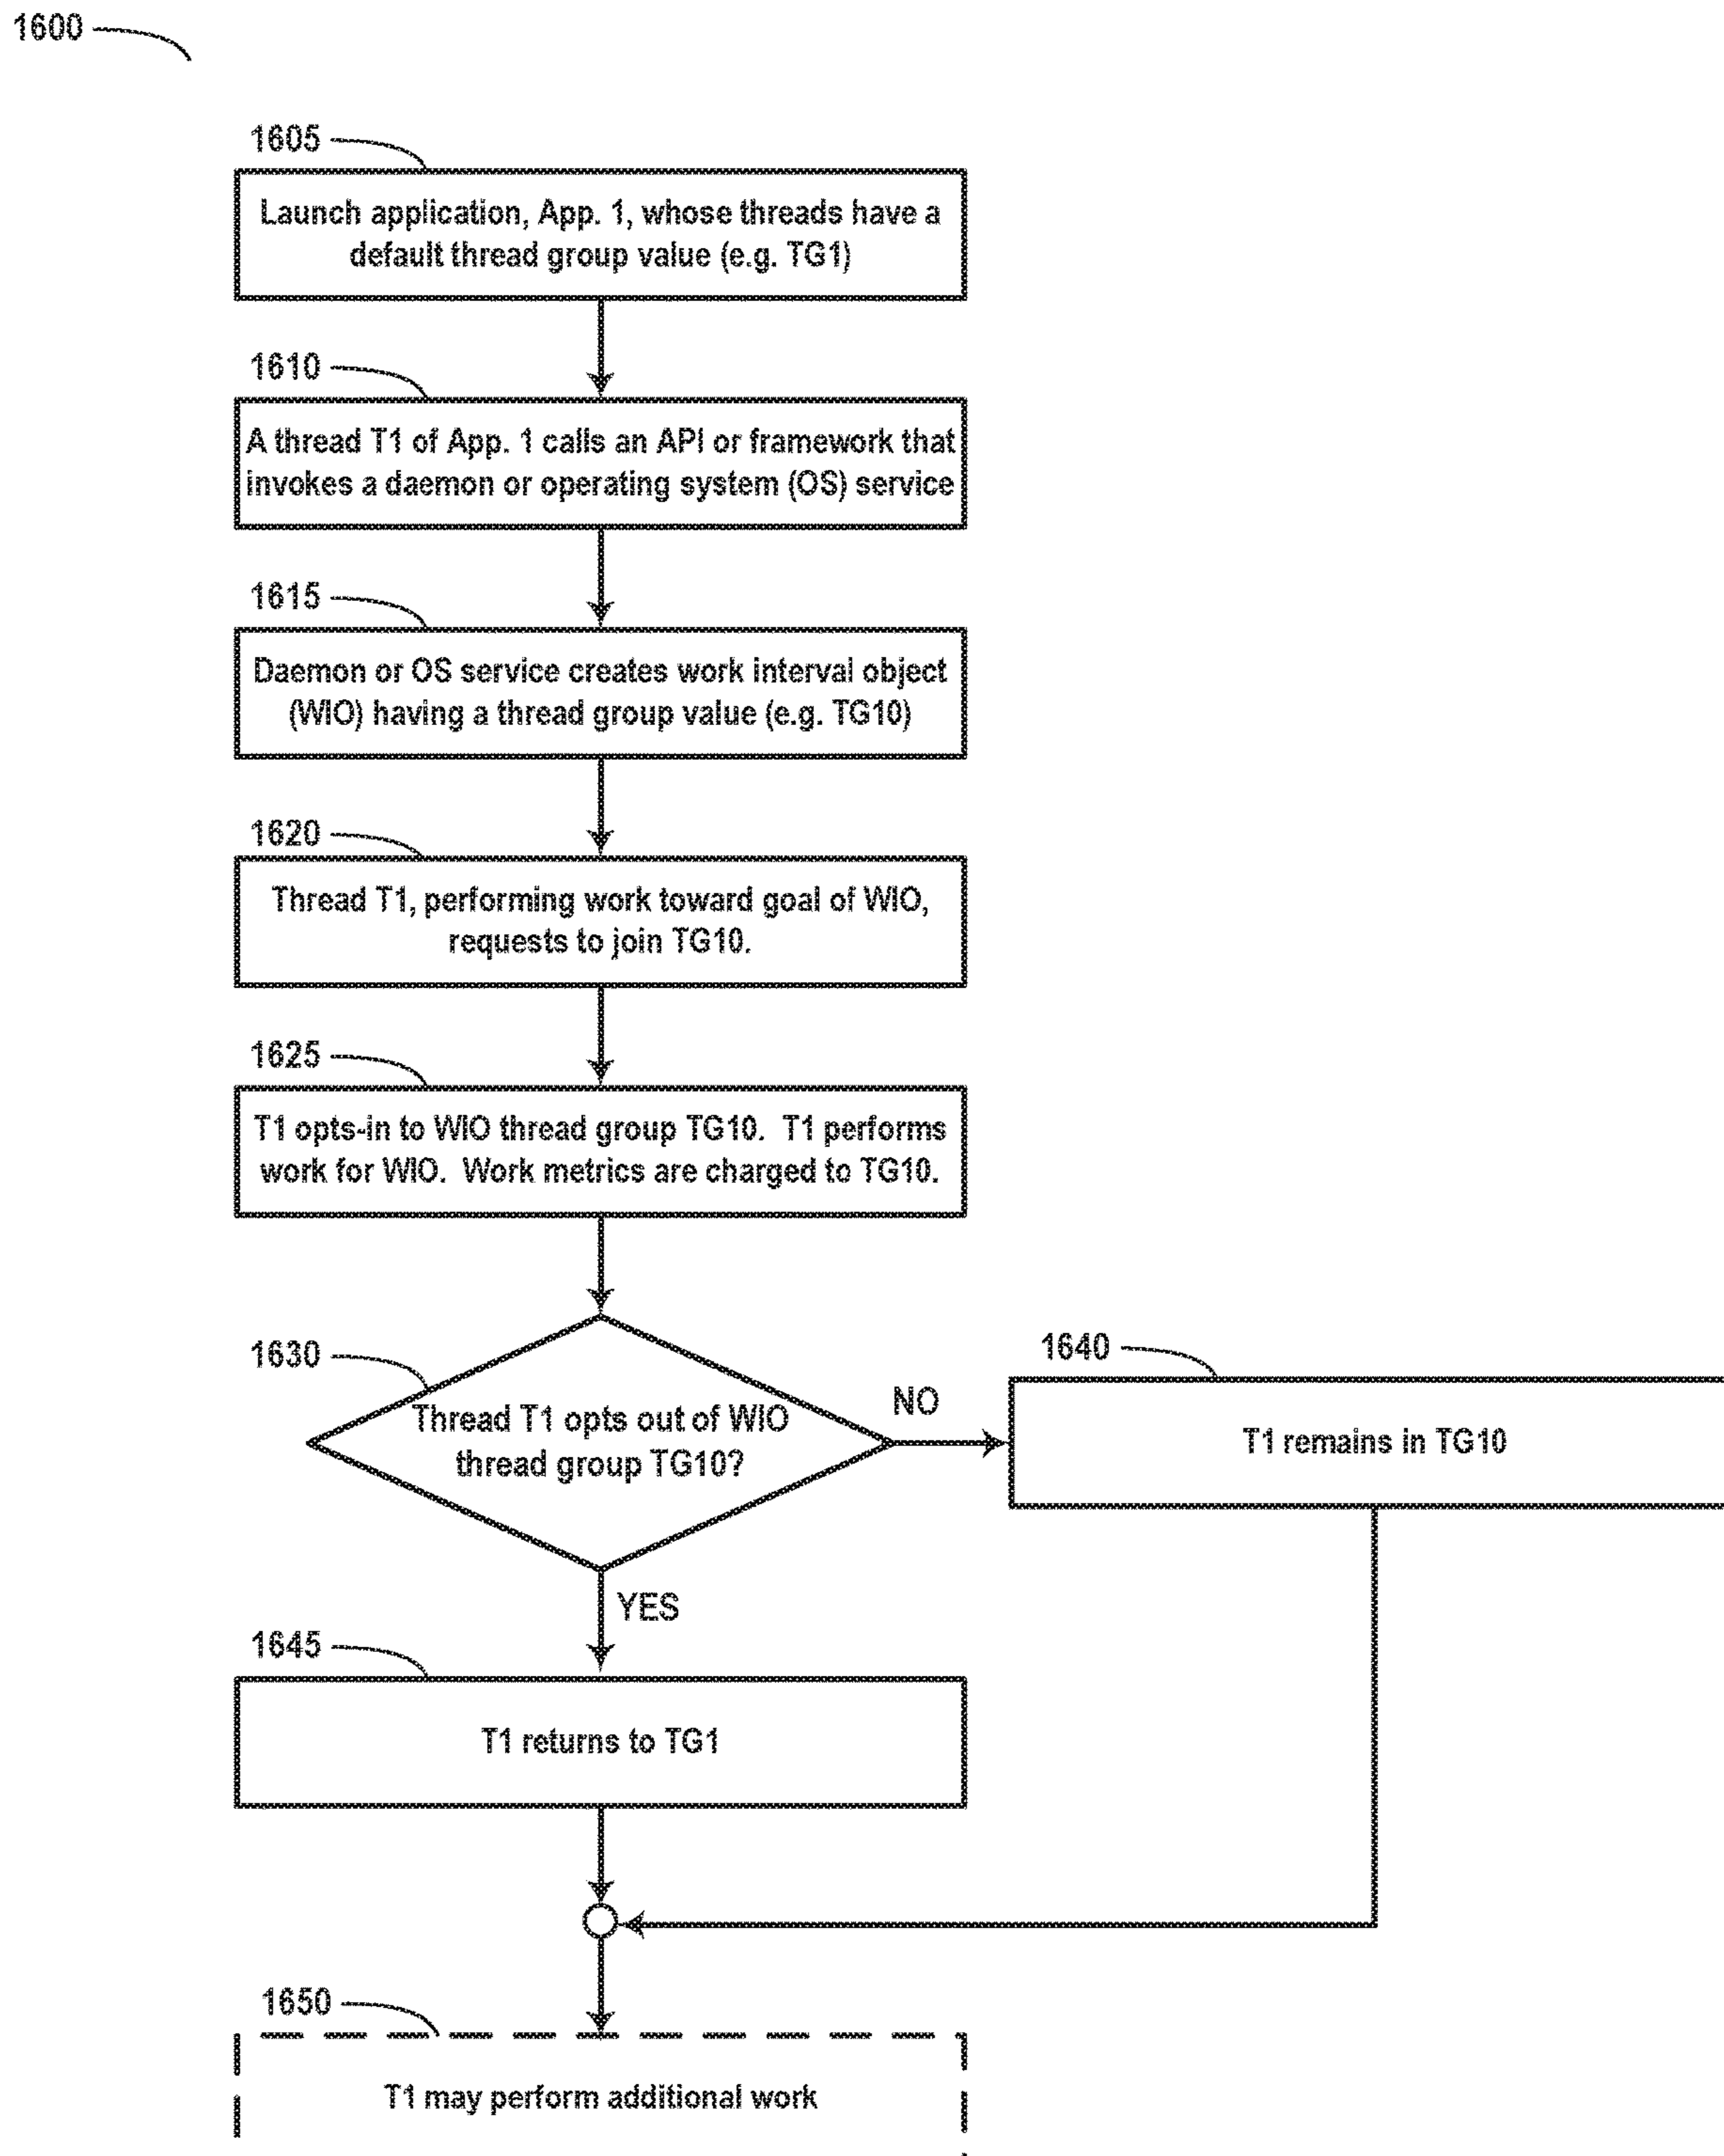 1600
1605
Launch application, App. 1, whose threads have a
default thread group value (e.g. TG1)
1610
A thread T1 of App. 1 calls an API or framework that
invokes a daemon or operating system (OS) service
1615
Daemon or OS service creates work interval object
(WIO) having a thread group value (e.g. TG10)
1620
Thread T1, performing work toward goal of WIO,
requests to join TG10.
1625
T1 opts-in to WIO thread group TG10. T1 performs
work for WIO. Work metrics are charged to TG10.
1630
Thread T1 opts out of WIO
thread group TG10?
NO
1640
T1 remains in TG10
YES
1645
T1 returns to TG1
1650
T1 may perform additional work